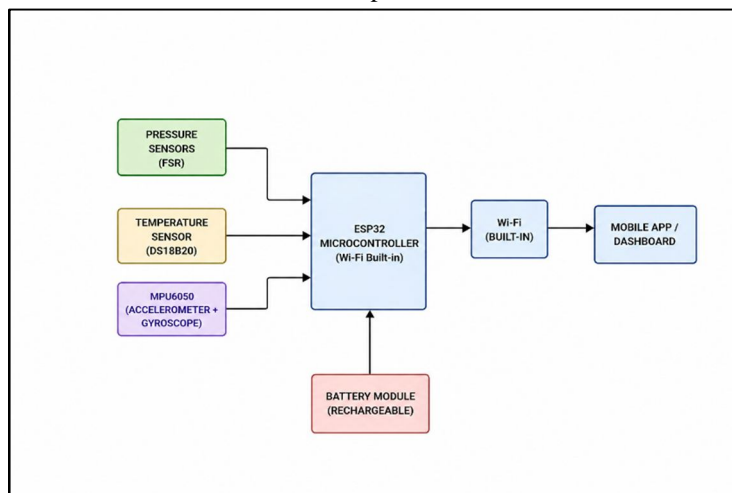 PRESSURE
SENSORS
(FSR)
TEMPERATURE
SENSOR
(DS18B20)
MPU6050
(ACCELEROMETER +
GYROSCOPE)
ESP32
MICROCONTROLLER
(Wi-Fi Built-in)
Wi-Fi
(BUILT-IN)
MOBILE APP /
DASHBOARD
BATTERY MODULE
(RECHARGEABLE)